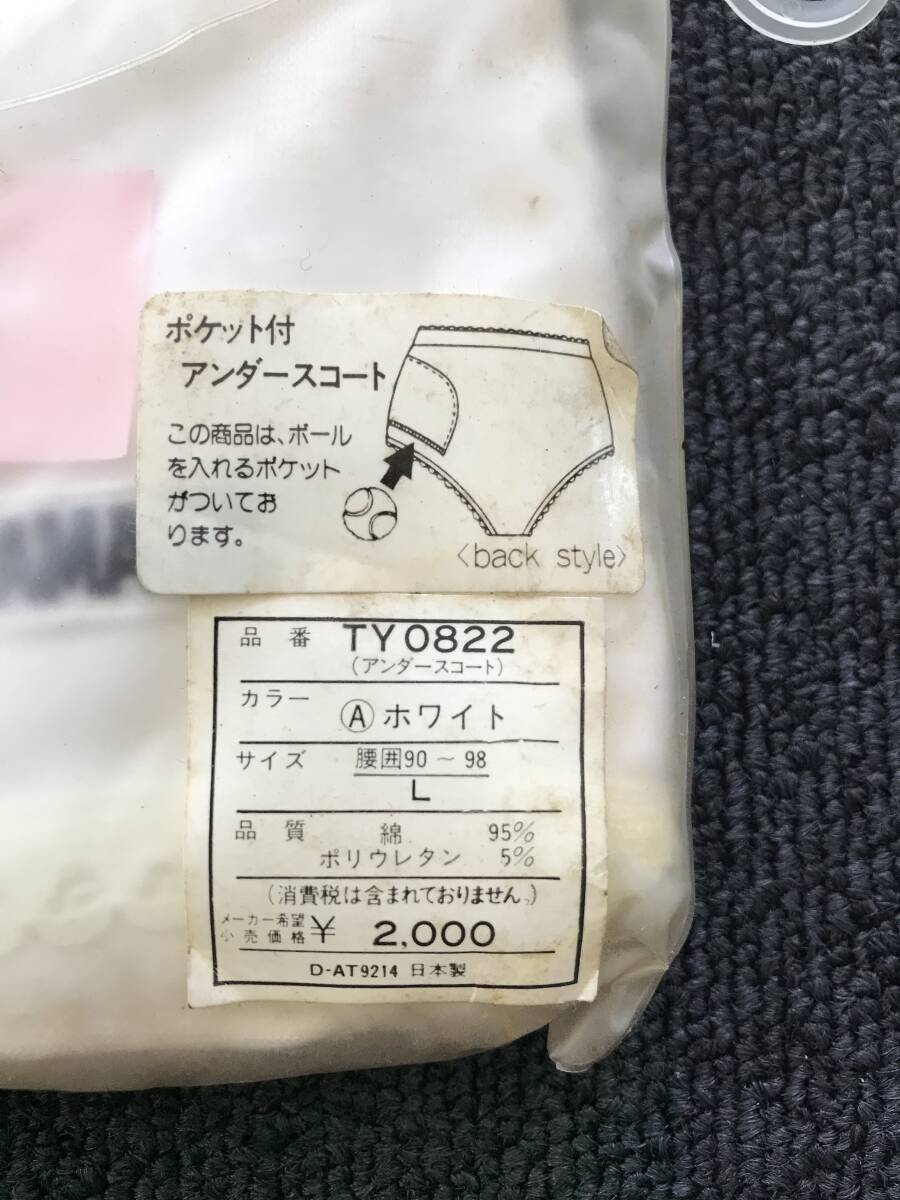 ポケット付
アンダースコート
この商品は、ボール
を入れるポケット
がついてお
ります。
〈back style〉
品番 TY0822
(アンダースコート)
カラー Ⓐホワイト
サイズ 腰囲90～98
L
品質 綿 95%
ポリウレタン 5%
(消費税は含まれておりません。)
メーカー希望
小売価格 ¥2,000
D-AT9214 日本製